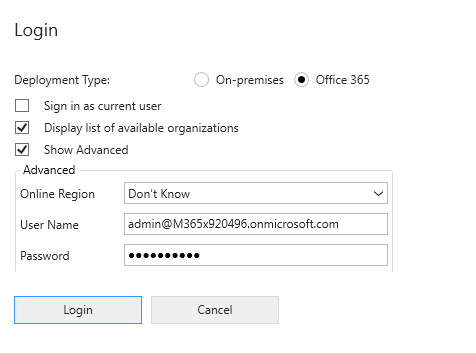 Login
Deployment Type: On-premises Office 365
Sign in as current user
Display list of available organizations
Show Advanced
Advanced
Online Region Don't Know
User Name admin@M365x920496.onmicrosoft.com
Password ●●●●●●●●●●
Login Cancel